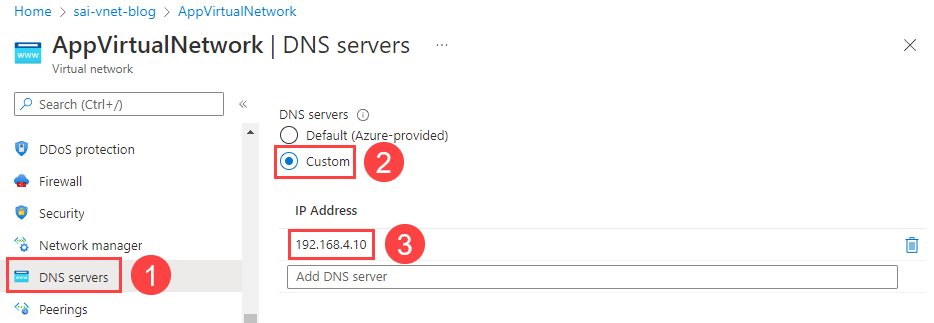 Home > sai-vnet-blog > AppVirtualNetwork
AppVirtualNetwork | DNS servers ...
Virtual network
www
Search (Ctrl+/)
«
DDoS protection
Firewall
Security
Network manager
DNS servers
1
Peerings
DNS servers
Default (Azure-provided)
Custom
2
IP Address
192.168.4.10
3
Add DNS server